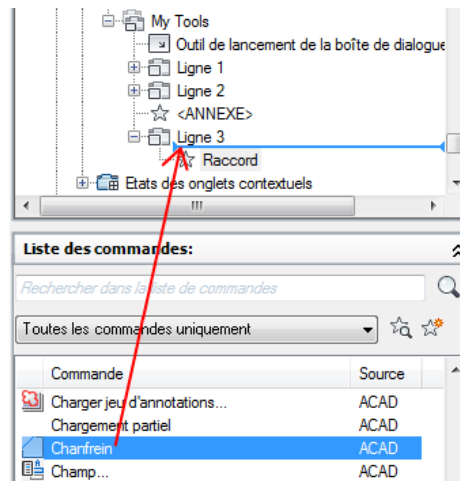 My Tools
Outil de lancement de la boîte de dialogue
Ligne 1
Ligne 2
<ANNEXE>
Ligne 3
Raccord
Etats des onglets contextuels
Liste des commandes:
Rechercher dans la liste de commandes
Toutes les commandes uniquement
Commande Source
Charger jeu d'annotations... ACAD
Chargement partiel ACAD
Chanfrein ACAD
Champ... ACAD